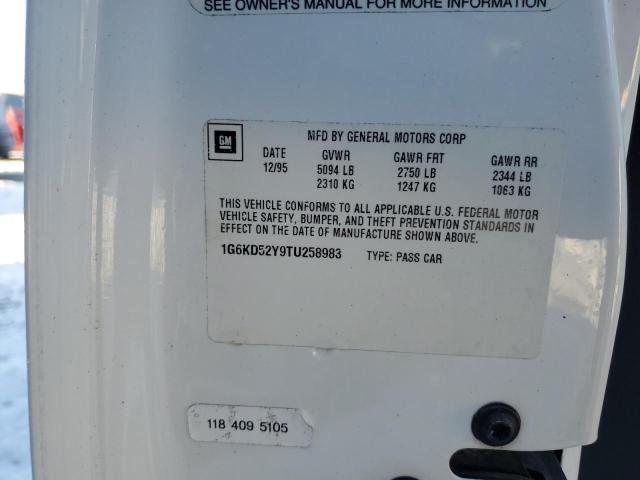 SEE OWNER'S MANUAL FOR MORE INFORMATION
GM
MFD BY GENERAL MOTORS CORP
DATE GVWR GAWR FRT GAWR RR
12/95 5094 LB 2750 LB 2344 LB
2310 KG 1247 KG 1063 KG
THIS VEHICLE CONFORMS TO ALL APPLICABLE U.S. FEDERAL MOTOR
VEHICLE SAFETY, BUMPER, AND THEFT PREVENTION STANDARDS IN
EFFECT ON THE DATE OF MANUFACTURE SHOWN ABOVE.
1G6KD52Y9TU258983 TYPE: PASS CAR
118 409 5105